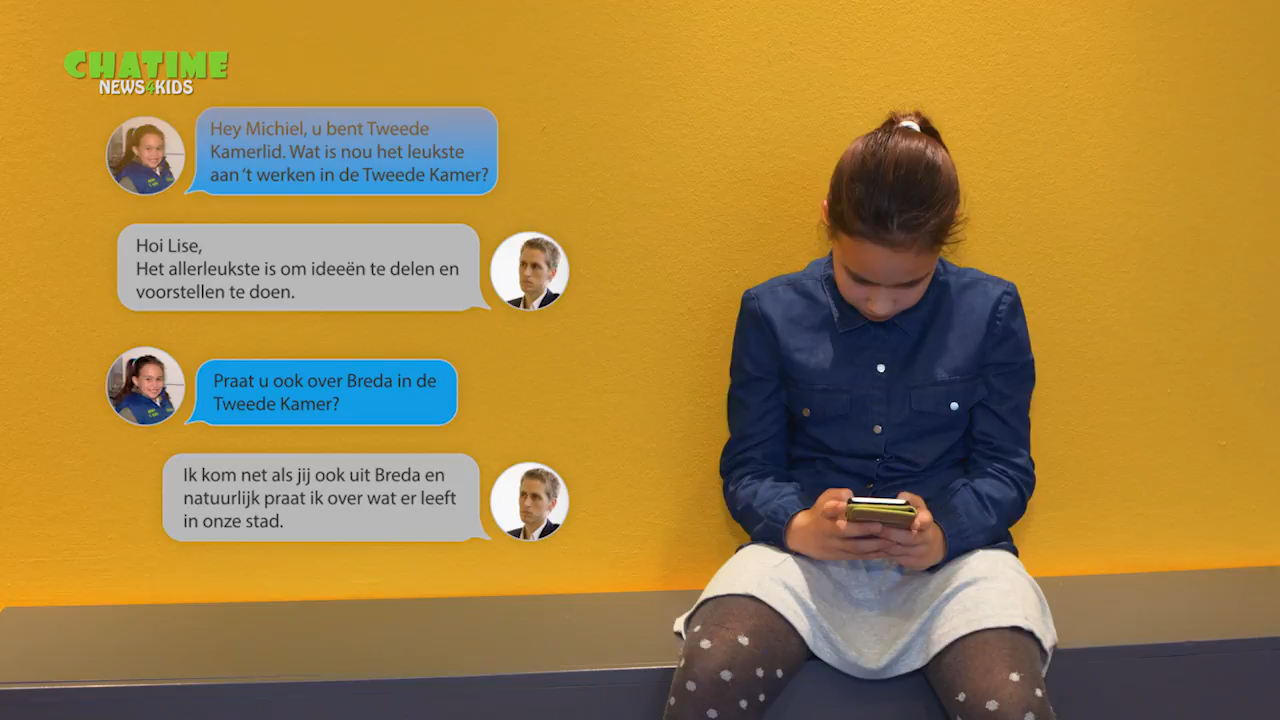 CHATIME
NEWS4KIDS
Hey Michiel, u bent Tweede
Kamerlid. Wat is nou het leukste
aan 't werken in de Tweede Kamer?
Hoi Lise,
Het allerleukste is om ideeën te delen en
voorstellen te doen.
Praat u ook over Breda in de
Tweede Kamer?
Ik kom net als jij ook uit Breda en
natuurlijk praat ik over wat er leeft
in onze stad.